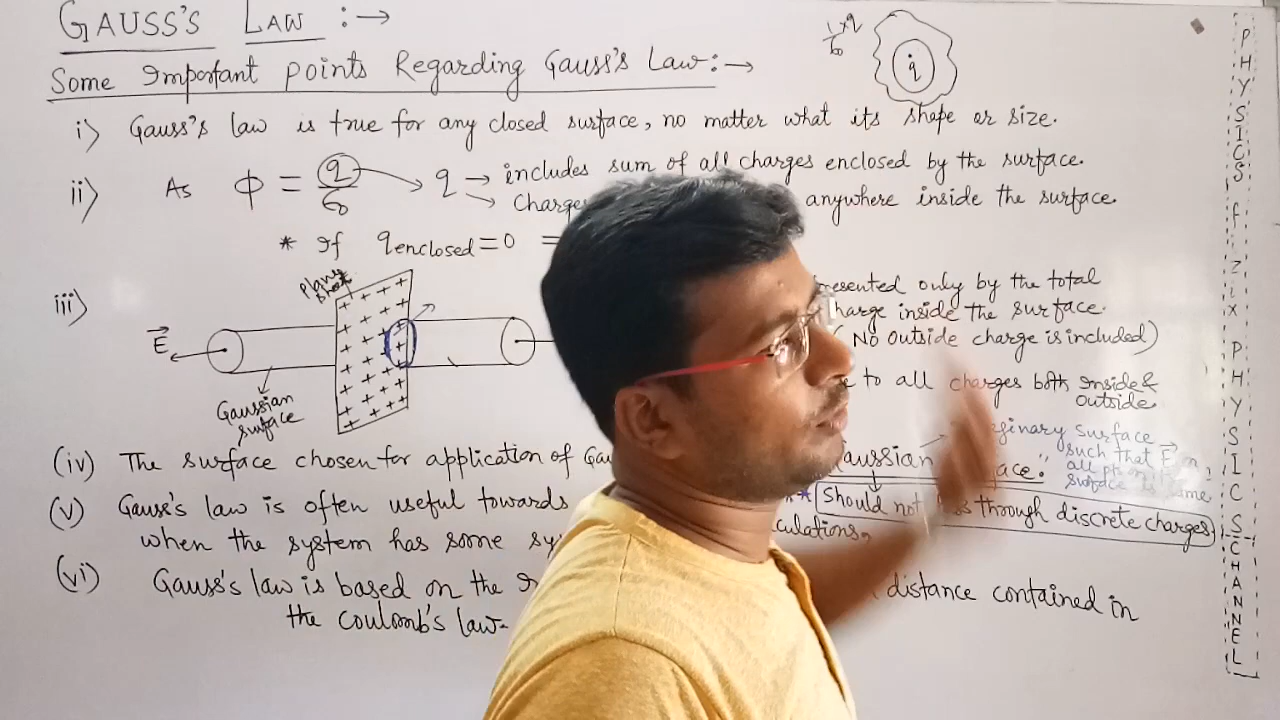 GAUSS'S LAW :→
Some Important points Regarding Gauss's Law:→
1/ϵ₀ × q
q
i) Gauss's law is true for any closed surface, no matter what its shape or size.
ii) As ϕ = q/ϵ₀ q → includes sum of all charges enclosed by the surface.
→ Charge anywhere inside the surface.
* If q enclosed = 0 =
iii)
plane sheet
E
Gaussian surface
only by the total
charge inside the surface.
(No outside charge is included)
to all charges both inside &
outside
(iv) The surface chosen for application of
surface
such that E on
all pts on
surface is same
** Should not through discrete charges
(v) Gauss's law is often useful towards
when the system has some
(vi) Gauss's law is based on the distance contained in
the Coulomb's law.
PHYSICS fizix PHYSICS CHANNEL